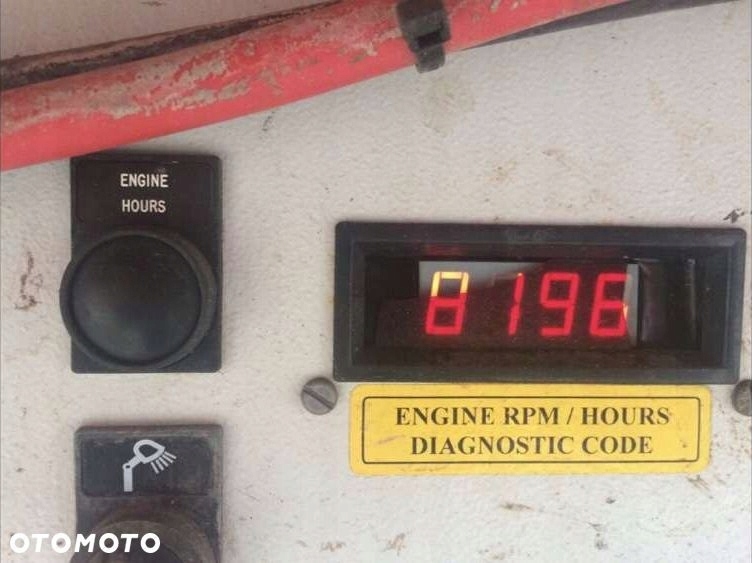 ENGINE
HOURS
8196
ENGINE RPM / HOURS
DIAGNOSTIC CODE
OTOMOTO